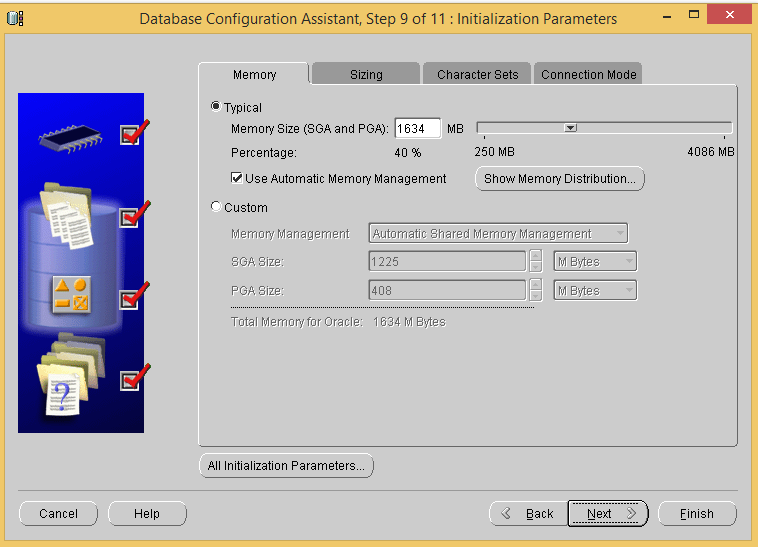 Database Configuration Assistant, Step 9 of 11 : Initialization Parameters
Memory Sizing Character Sets Connection Mode
Typical
Memory Size (SGA and PGA): 1634 MB
Percentage: 40 % 250 MB 4086 MB
Use Automatic Memory Management Show Memory Distribution...
Custom
Memory Management Automatic Shared Memory Management
SGA Size: 1225 M Bytes
PGA Size: 408 M Bytes
Total Memory for Oracle: 1634 M Bytes
All Initialization Parameters...
Cancel Help Back Next Finish